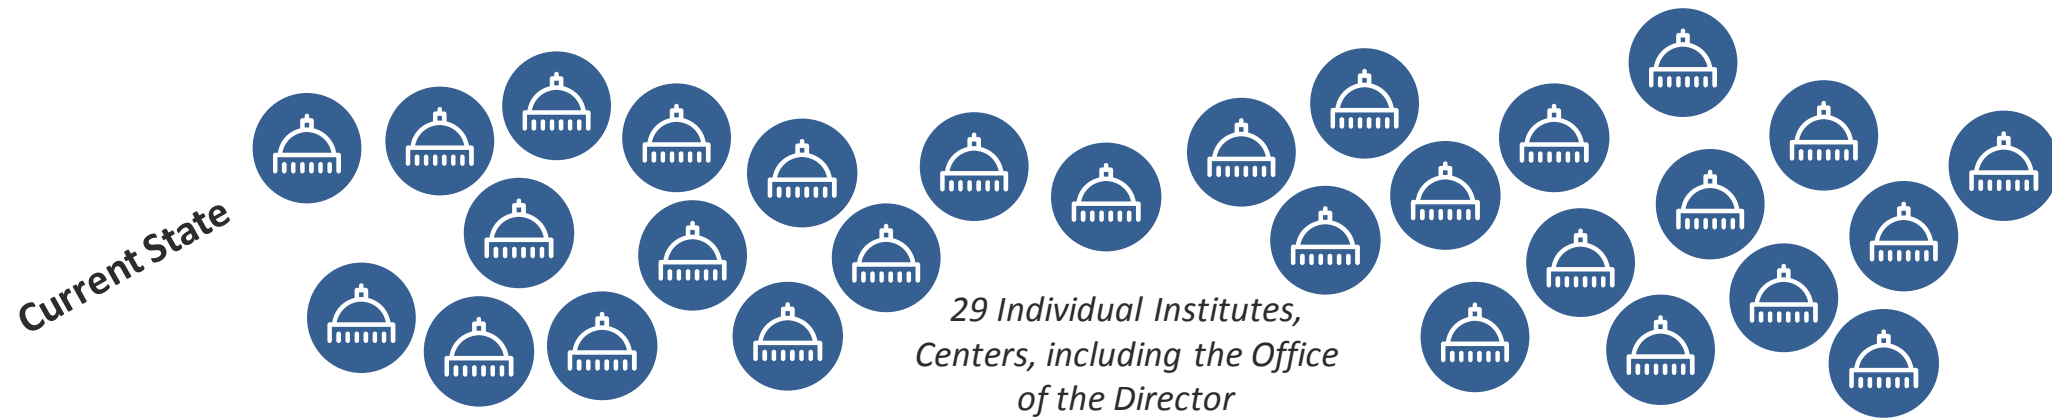 Current State
29 Individual Institutes,
Centers, including the Office
of the Director